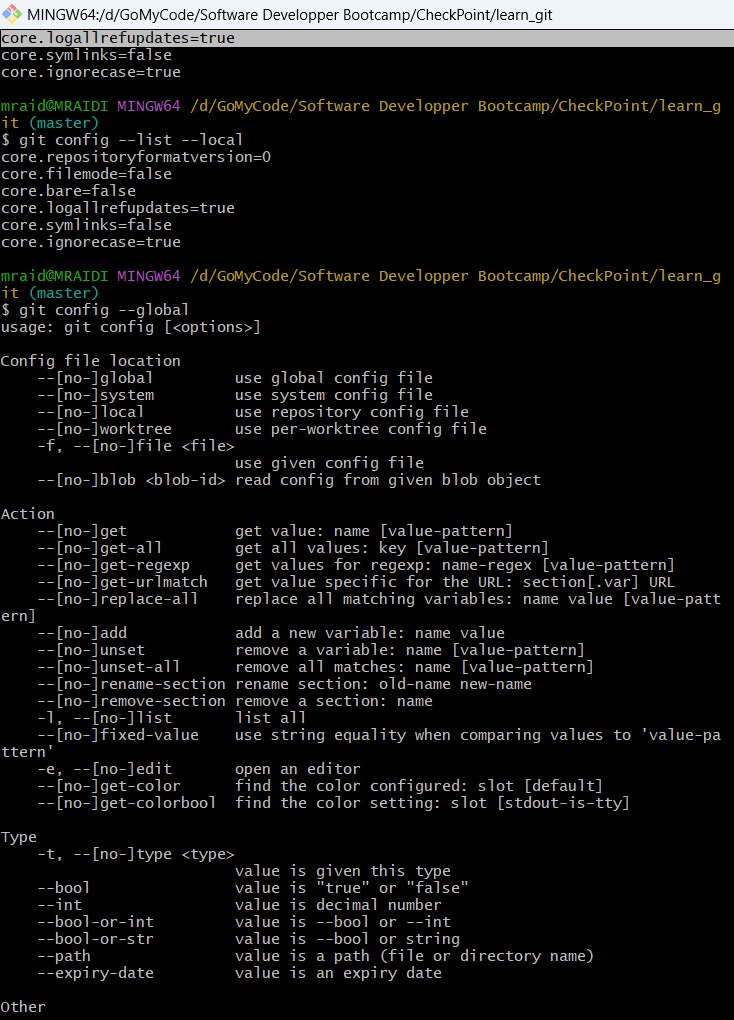 MINGW64:/d/GoMyCode/Software Developper Bootcamp/CheckPoint/learn_git
core.logallrefupdates=true
core.symlinks=false
core.ignorecase=true
mraid@MRAIDI MINGW64 /d/GoMyCode/Software Developper Bootcamp/CheckPoint/learn_g
it (master)
$ git config --list --local
core.repositoryformatversion=0
core.filemode=false
core.bare=false
core.logallrefupdates=true
core.symlinks=false
core.ignorecase=true
mraid@MRAIDI MINGW64 /d/GoMyCode/Software Developper Bootcamp/CheckPoint/learn_g
it (master)
$ git config --global
usage: git config [<options>]
Config file location
    --[no-]global         use global config file
    --[no-]system         use system config file
    --[no-]local          use repository config file
    --[no-]worktree       use per-worktree config file
    -f, --[no-]file <file>
                          use given config file
    --[no-]blob <blob-id> read config from given blob object
Action
    --[no-]get            get value: name [value-pattern]
    --[no-]get-all        get all values: key [value-pattern]
    --[no-]get-regexp     get values for regexp: name-regex [value-pattern]
    --[no-]get-urlmatch   get value specific for the URL: section[.var] URL
    --[no-]replace-all    replace all matching variables: name value [value-patt
ern]
    --[no-]add            add a new variable: name value
    --[no-]unset          remove a variable: name [value-pattern]
    --[no-]unset-all      remove all matches: name [value-pattern]
    --[no-]rename-section rename section: old-name new-name
    --[no-]remove-section remove a section: name
    -l, --[no-]list       list all
    --[no-]fixed-value    use string equality when comparing values to 'value-pa
ttern'
    -e, --[no-]edit       open an editor
    --[no-]get-color      find the color configured: slot [default]
    --[no-]get-colorbool  find the color setting: slot [stdout-is-tty]
Type
    -t, --[no-]type <type>
                          value is given this type
    --bool                value is "true" or "false"
    --int                 value is decimal number
    --bool-or-int         value is --bool or --int
    --bool-or-str         value is --bool or string
    --path                value is a path (file or directory name)
    --expiry-date         value is an expiry date
Other